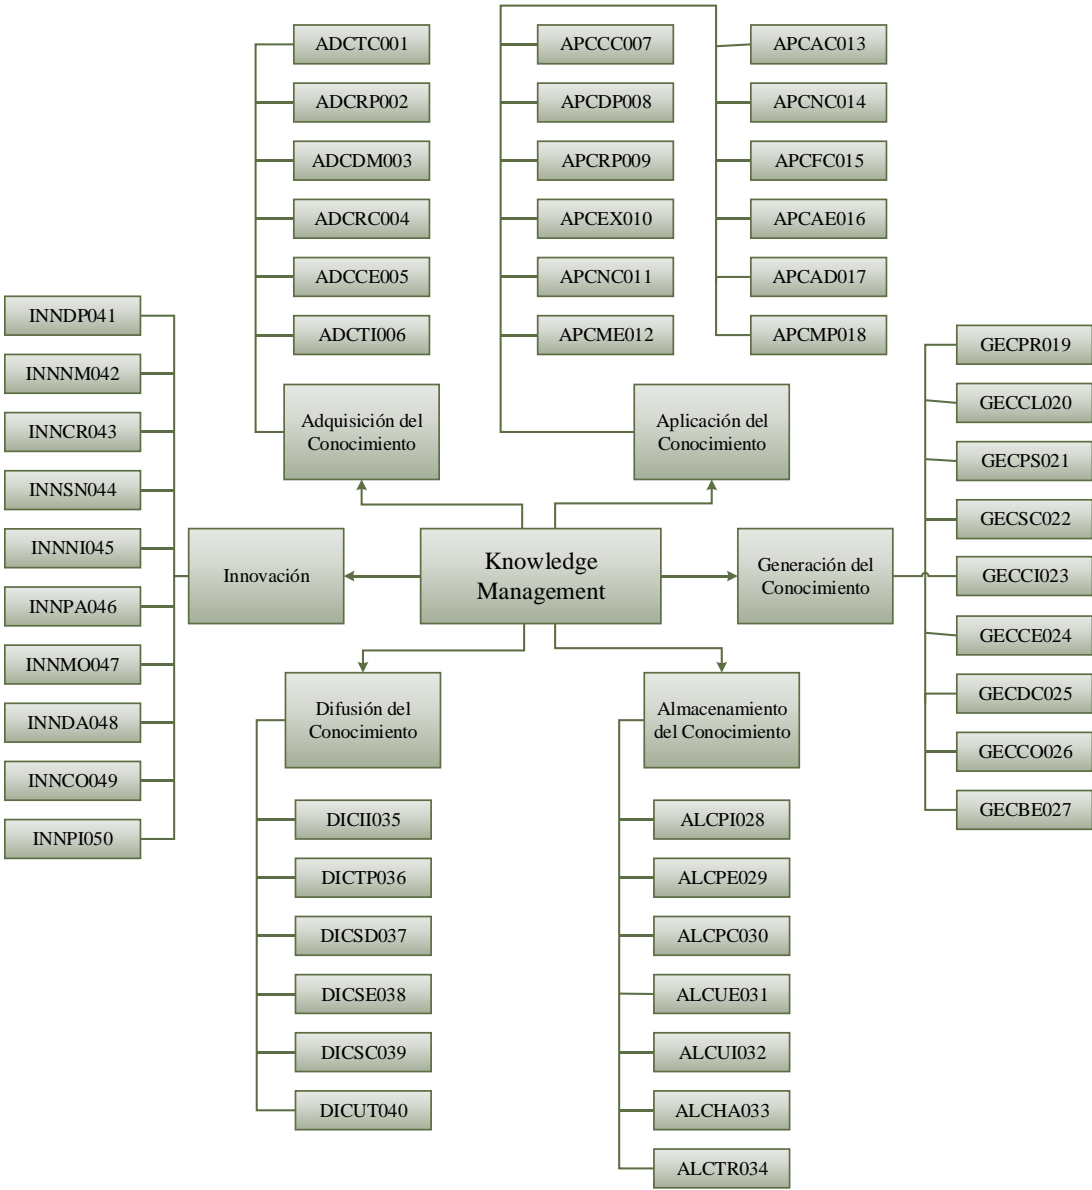 ADCTC001
ADCRP002
ADCDM003
ADCRC004
ADCCE005
ADCTI006
Adquisición del
Conocimiento
APCCC007
APCDP008
APCRP009
APCEX010
APCNC011
APCME012
APCAC013
APCNC014
APCFC015
APCAE016
APCAD017
APCMP018
Aplicación del
Conocimiento
INNDP041
INNNM042
INNCR043
INNSN044
INNNI045
INNPA046
INNMO047
INNDA048
INNCO049
INNPI050
Innovación
Knowledge
Management
Generación del
Conocimiento
GECPR019
GECCL020
GECPS021
GECSC022
GECCI023
GECCE024
GECDC025
GECCO026
GECBE027
Difusión del
Conocimiento
DICII035
DICTP036
DICSD037
DICSE038
DICSC039
DICUT040
Almacenamiento
del Conocimiento
ALCPI028
ALCPE029
ALCPC030
ALCUE031
ALCUI032
ALCHA033
ALCTR034